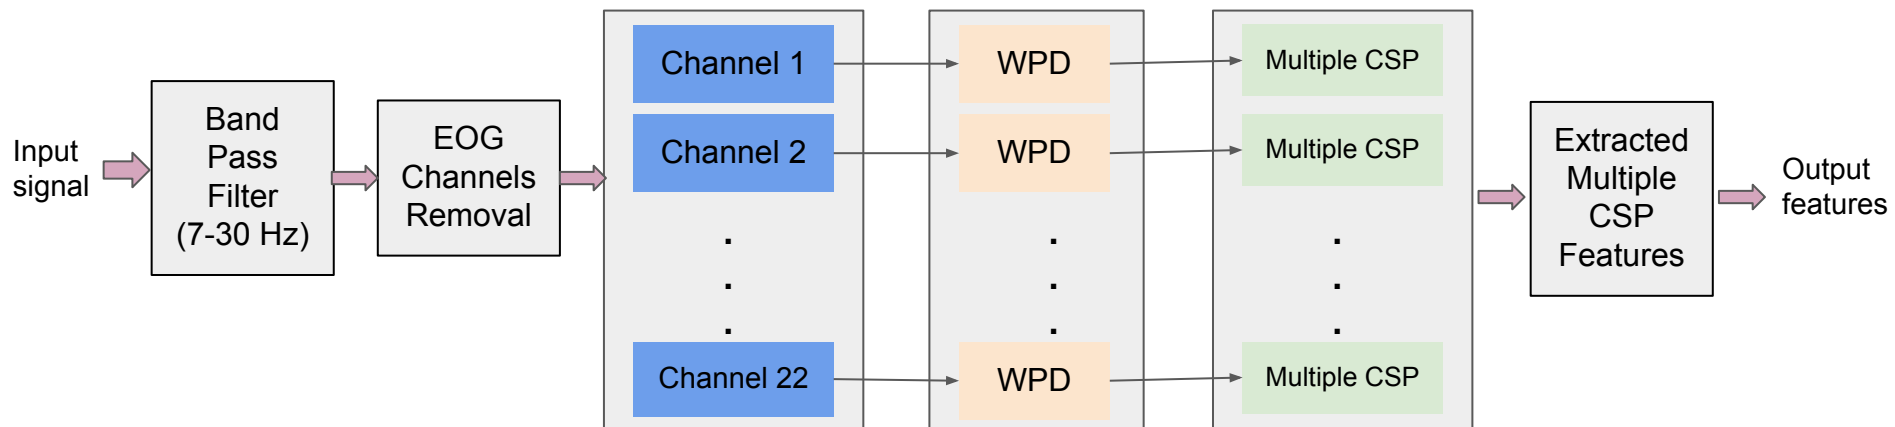 Input
signal
Band
Pass
Filter
(7-30 Hz)
EOG
Channels
Removal
Channel 1
WPD
Multiple CSP
Channel 2
WPD
Multiple CSP
.
.
.
.
.
.
.
.
.
Channel 22
WPD
Multiple CSP
Extracted
Multiple
CSP
Features
Output
features